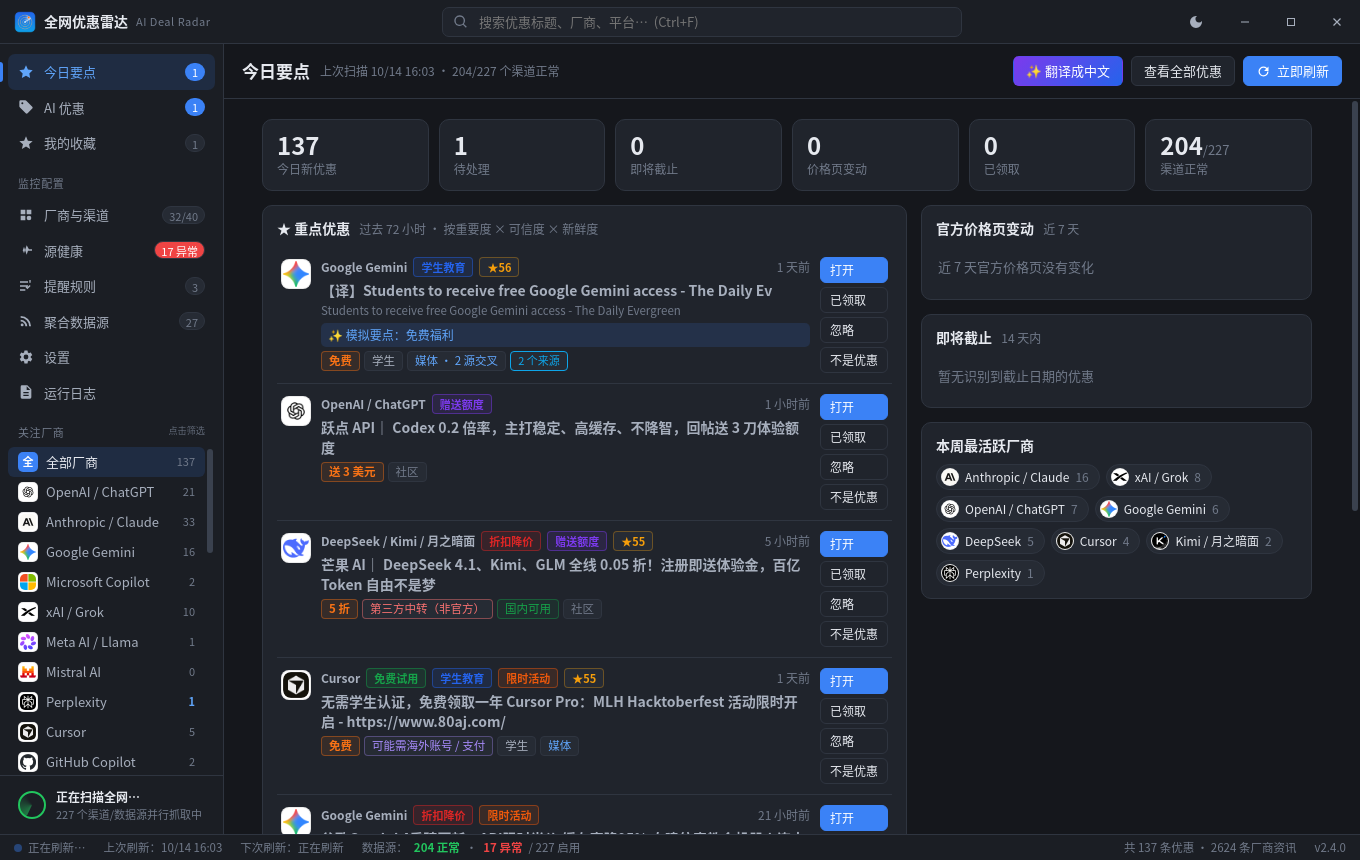 全网优惠雷达 AI Deal Radar
搜索优惠标题、厂商、平台… (Ctrl+F)
今日要点 1
AI 优惠 1
我的收藏 1
监控配置
厂商与渠道 32/40
源健康 17 异常
提醒规则 3
聚合数据源 27
设置
运行日志
关注厂商 点击筛选
全 全部厂商 137
OpenAI / ChatGPT 21
Anthropic / Claude 33
Google Gemini 16
Microsoft Copilot 2
xAI / Grok 10
Meta AI / Llama 1
Mistral AI 0
Perplexity 1
Cursor 5
GitHub Copilot 2
正在扫描全网…
227 个渠道/数据源并行抓取中
今日要点 上次扫描 10/14 16:03 · 204/227 个渠道正常
✨ 翻译成中文 查看全部优惠 立即刷新
137
今日新优惠
1
待处理
0
即将截止
0
价格页变动
0
已领取
204/227
渠道正常
★ 重点优惠 过去 72 小时 · 按重要度 × 可信度 × 新鲜度
Google Gemini 学生教育 ★56 1 天前
【译】Students to receive free Google Gemini access - The Daily Ev
Students to receive free Google Gemini access - The Daily Evergreen
✨ 模拟要点：免费福利
免费 学生 媒体 · 2 源交叉 2 个来源
打开
已领取
忽略
不是优惠
OpenAI / ChatGPT 赠送额度 1 小时前
跃点 API｜ Codex 0.2 倍率，主打稳定、高缓存、不降智，回帖送 3 刀体验额
度
送 3 美元 社区
打开
已领取
忽略
不是优惠
DeepSeek / Kimi / 月之暗面 折扣降价 赠送额度 ★55 5 小时前
芒果 AI｜ DeepSeek 4.1、Kimi、GLM 全线 0.05 折！注册即送体验金，百亿
Token 自由不是梦
5 折 第三方中转（非官方） 国内可用 社区
打开
已领取
忽略
不是优惠
Cursor 免费试用 学生教育 限时活动 ★55 1 天前
无需学生认证，免费领取一年 Cursor Pro：MLH Hacktoberfest 活动限时开
启 - https://www.80aj.com/
免费 可能需海外账号 / 支付 学生 媒体
打开
已领取
忽略
不是优惠
Google Gemini 折扣降价 限时活动 21 小时前
打开
官方价格页变动 近 7 天
近 7 天官方价格页没有变化
即将截止 14 天内
暂无识别到截止日期的优惠
本周最活跃厂商
Anthropic / Claude 16 xAI / Grok 8
OpenAI / ChatGPT 7 Google Gemini 6
DeepSeek 5 Cursor 4 Kimi / 月之暗面 2
Perplexity 1
正在刷新… 上次刷新：10/14 16:03 下次刷新：正在刷新 数据源： 204 正常 · 17 异常 / 227 启用
共 137 条优惠 · 2624 条厂商资讯 v2.4.0